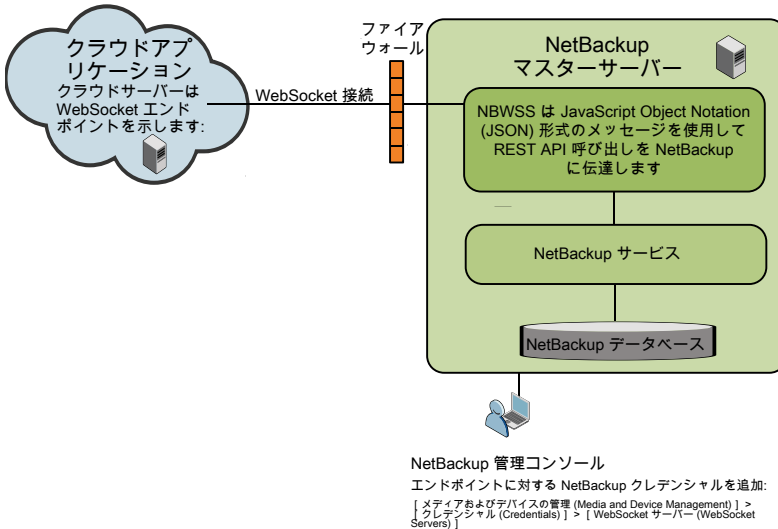 クラウドアプ
リケーション
クラウドサーバーは
WebSocket エンド
ポイントを示します:
WebSocket 接続
ファイア
ウォール
NetBackup
マスターサーバー
NBWSS は JavaScript Object Notation
(JSON) 形式のメッセージを使用して
REST API 呼び出しを NetBackup
に伝達します
NetBackup サービス
NetBackup データベース
NetBackup 管理コンソール
エンドポイントに対する NetBackup クレデンシャルを追加:
[ メディアおよびデバイスの管理 (Media and Device Management) ] >
[ クレデンシャル (Credentials) ] > [ WebSocket サーバー (WebSocket
Servers) ]